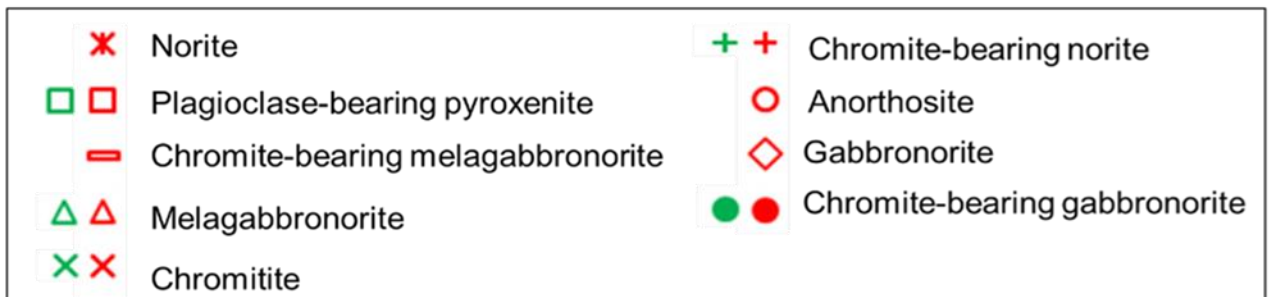 Norite
Plagioclase-bearing pyroxenite
Chromite-bearing melagabbronorite
Melagabbronorite
Chromitite
Chromite-bearing norite
Anorthosite
Gabbronorite
Chromite-bearing gabbronorite